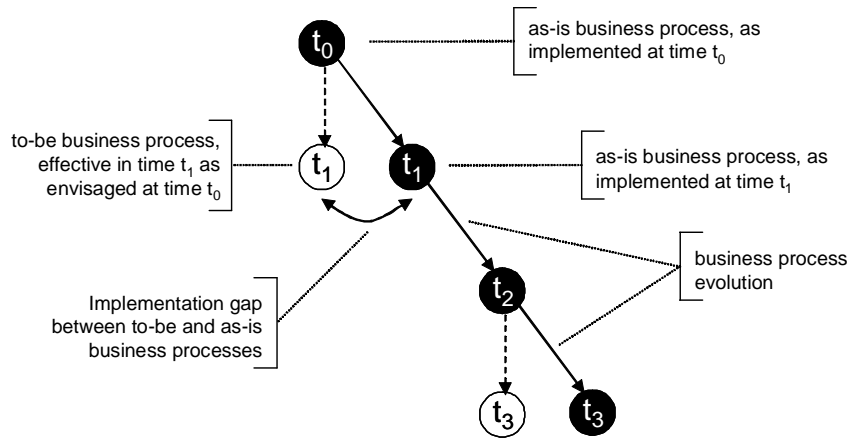 t0
as-is business process, as
implemented at time t0
to-be business process,
effective in time t1 as
envisaged at time t0
t1
t1
as-is business process, as
implemented at time t1
business process
evolution
t2
Implementation gap
between to-be and as-is
business processes
t3
t3